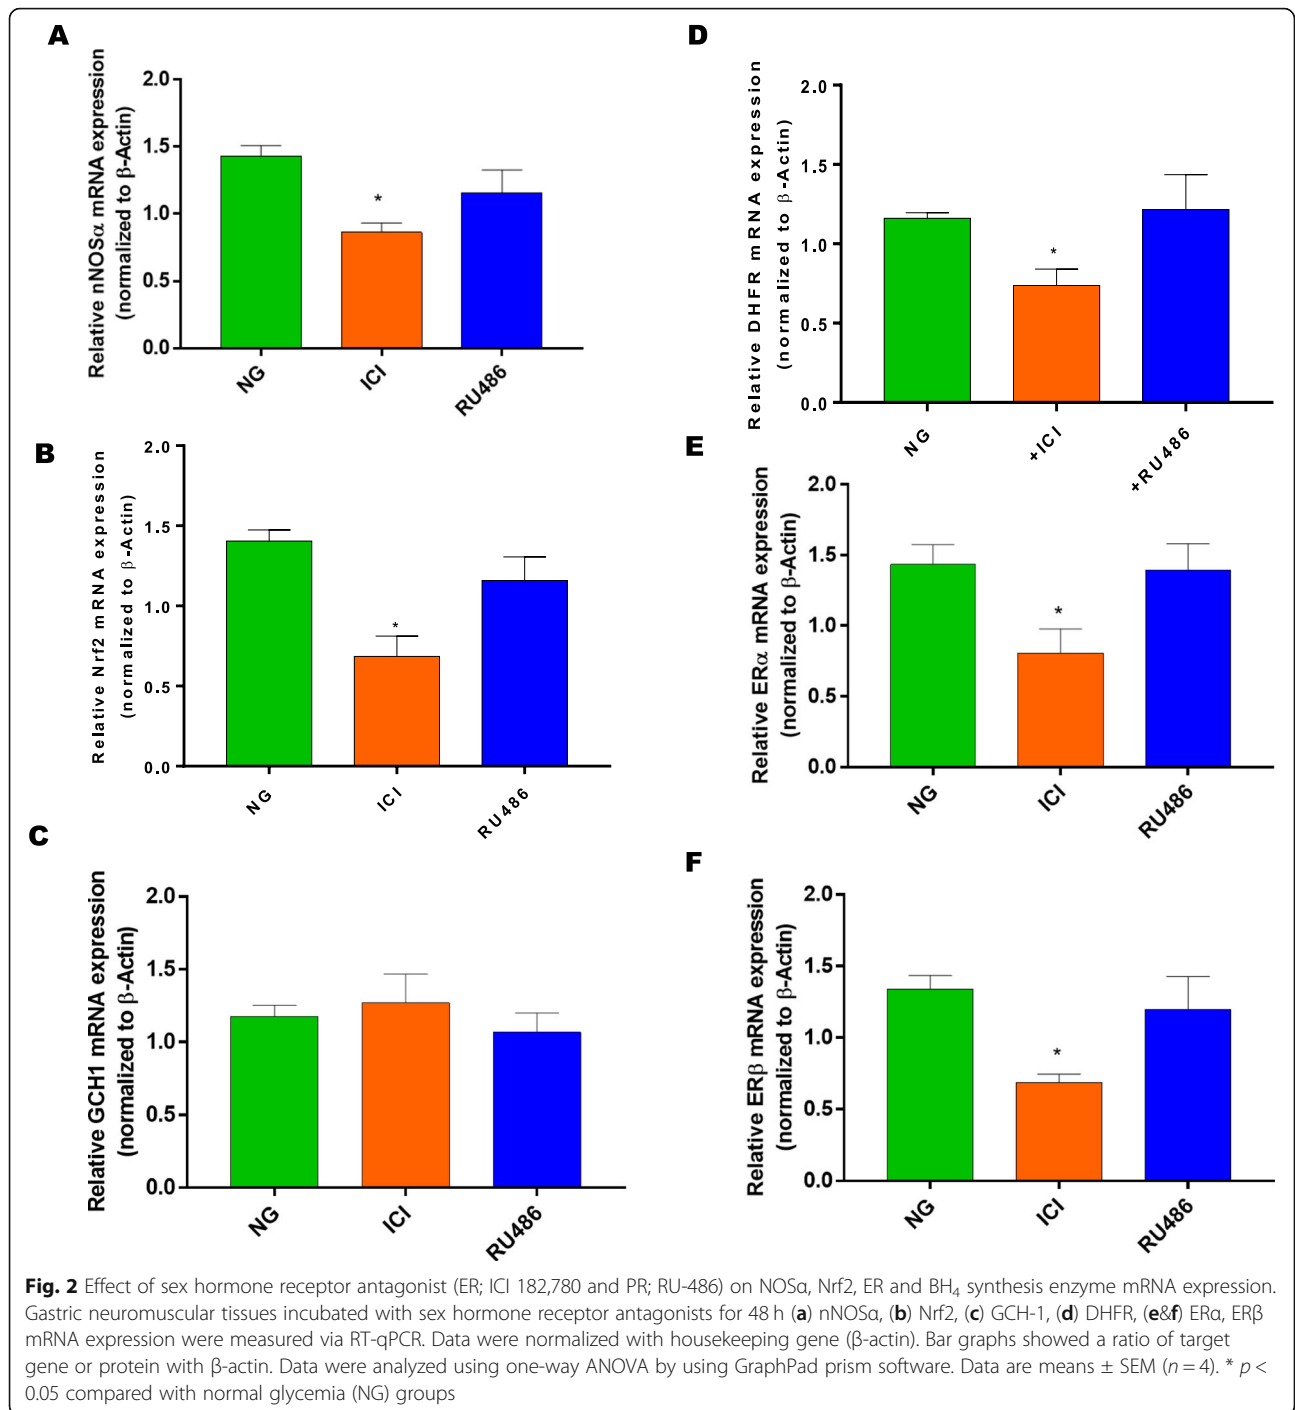 A
Relative nNOSα mRNA expression
(normalized to β-Actin)
2.0
1.5
1.0
0.5
0.0
*
NG
ICI
RU486
B
Relative Nrf2 mRNA expression
(normalized to β-Actin)
2.0
1.5
1.0
0.5
0.0
*
NG
ICI
RU486
C
Relative GCH1 mRNA expression
(normalized to β-Actin)
2.0
1.5
1.0
0.5
0.0
NG
ICI
RU486
D
Relative DHFR mRNA expression
(normalized to β-Actin)
2.0
1.5
1.0
0.5
0.0
*
NG
+ICI
+RU486
E
Relative ERα mRNA expression
(normalized to β-Actin)
2.0
1.5
1.0
0.5
0.0
*
NG
ICI
RU486
F
Relative ERβ mRNA expression
(normalized to β-Actin)
2.0
1.5
1.0
0.5
0.0
*
NG
ICI
RU486
Fig. 2 Effect of sex hormone receptor antagonist (ER; ICI 182,780 and PR; RU-486) on NOSα, Nrf2, ER and BH4 synthesis enzyme mRNA expression.
Gastric neuromuscular tissues incubated with sex hormone receptor antagonists for 48 h (a) nNOSα, (b) Nrf2, (c) GCH-1, (d) DHFR, (e&f) ERα, ERβ
mRNA expression were measured via RT-qPCR. Data were normalized with housekeeping gene (β-actin). Bar graphs showed a ratio of target
gene or protein with β-actin. Data were analyzed using one-way ANOVA by using GraphPad prism software. Data are means ± SEM (n = 4). * p <
0.05 compared with normal glycemia (NG) groups